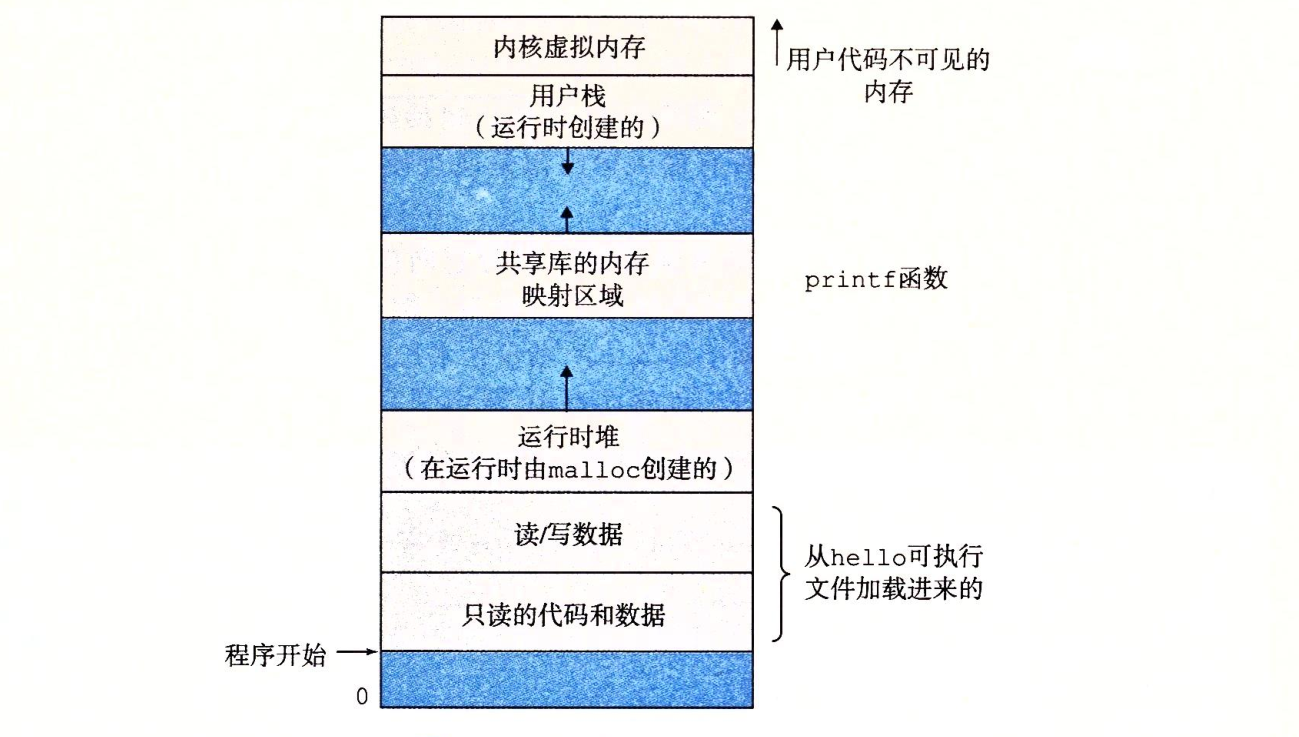 内核虚拟内存
用户代码不可见的
内存
用户栈
（运行时创建的）
共享库的内存
映射区域
printf函数
运行时堆
（在运行时由malloc创建的）
读/写数据
从hello可执行
文件加载进来的
只读的代码和数据
程序开始
0